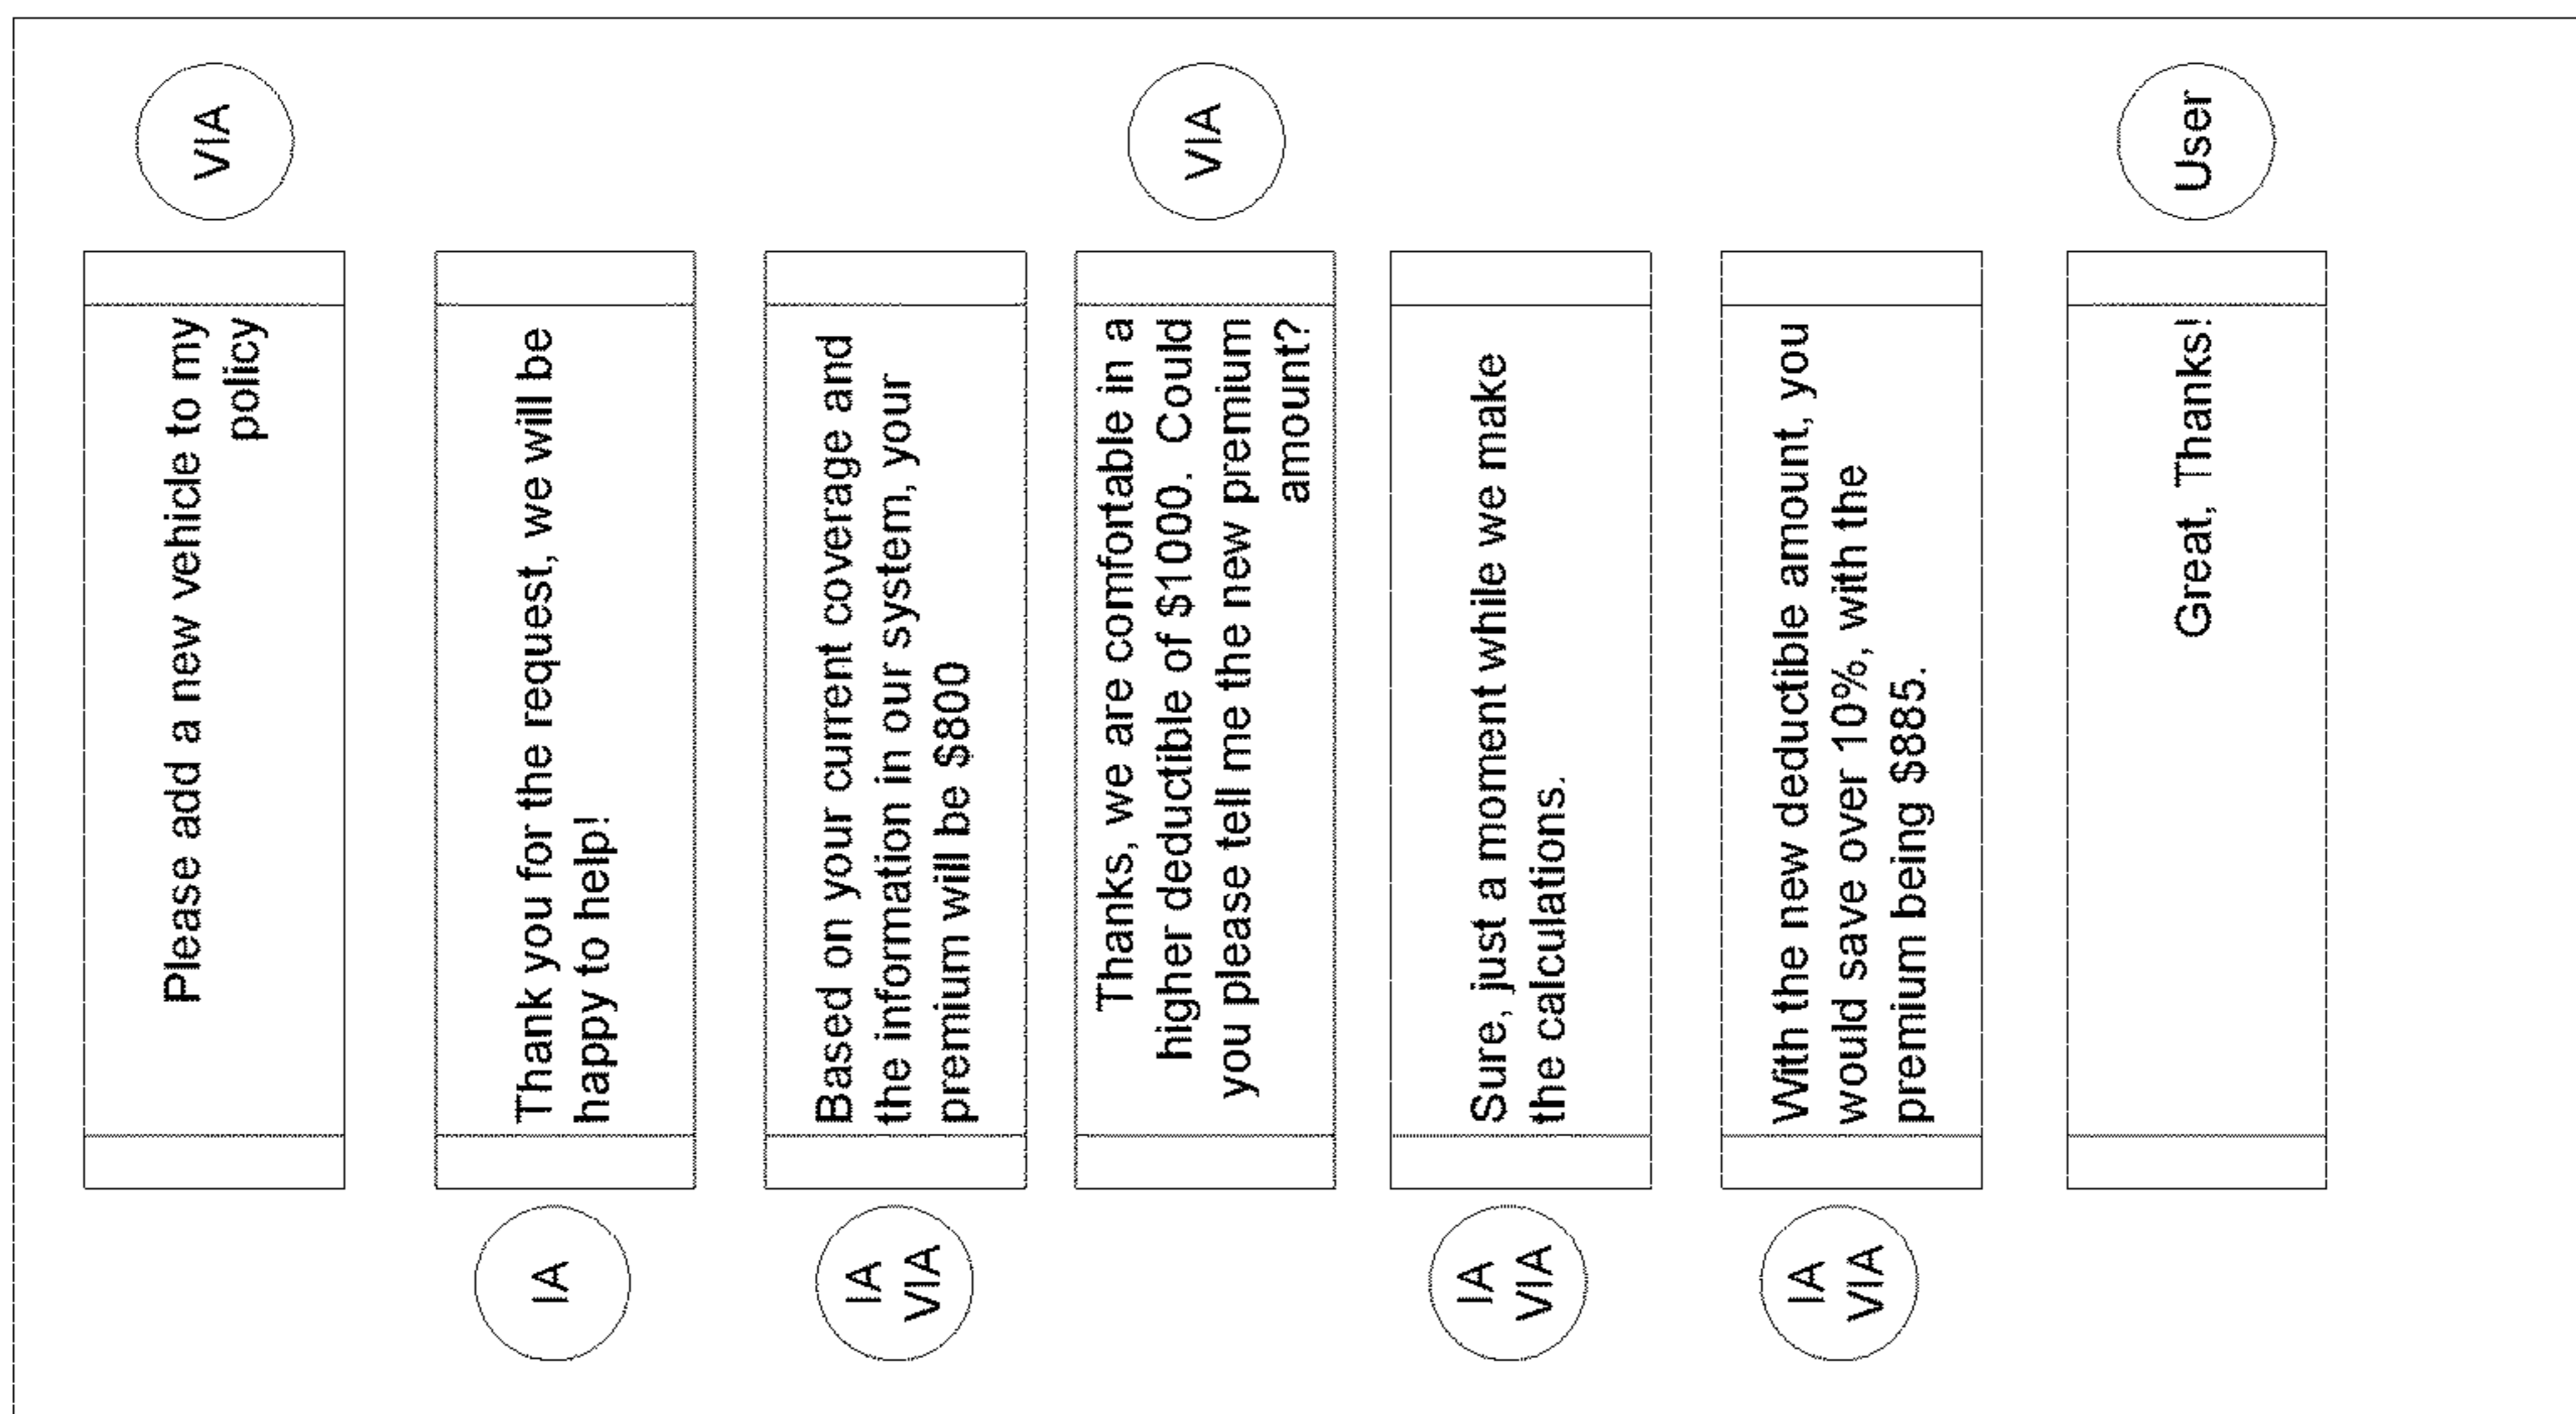 VIA
Please add a new vehicle to my
policy
IA
Thank you for the request, we will be
happy to help!
IA
VIA
Based on your current coverage and
the information in our system, your
premium will be $800
VIA
Thanks, we are comfortable in a
higher deductible of $1000. Could
you please tell me the new premium
amount?
IA
VIA
Sure, just a moment while we make
the calculations.
IA
VIA
With the new deductible amount, you
would save over 10%, with the
premium being $885.
User
Great, Thanks!